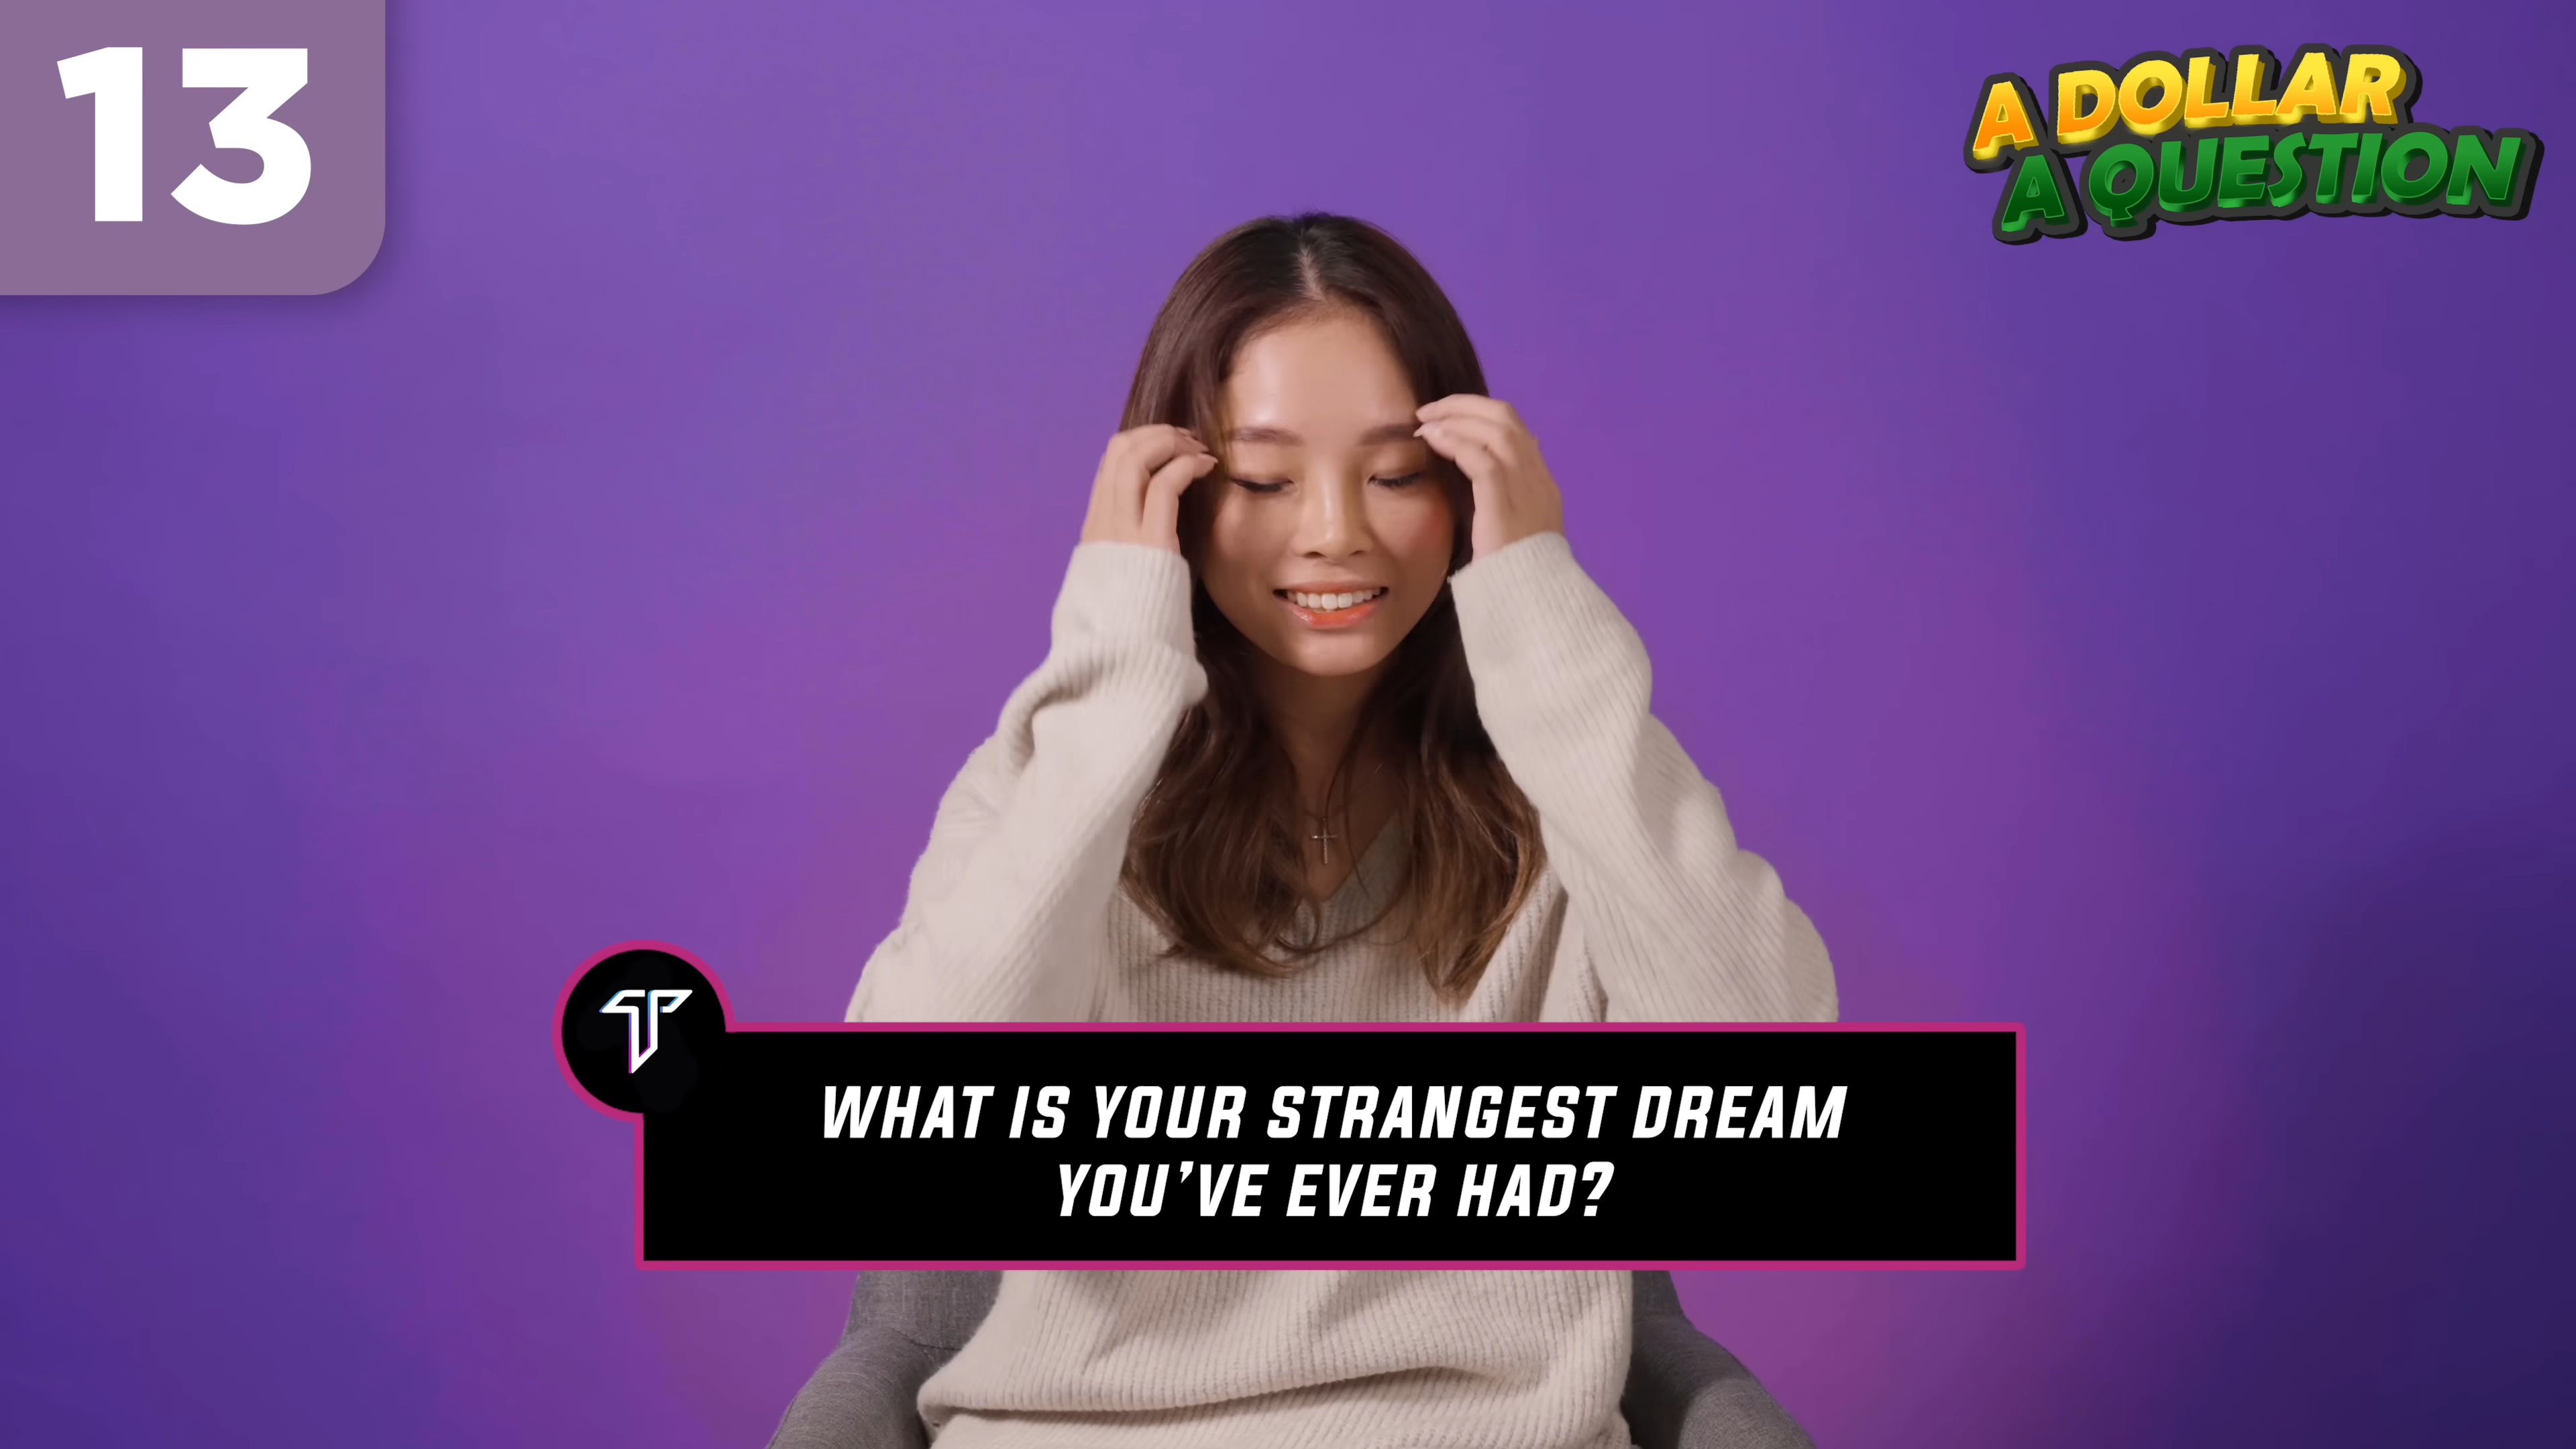 13
A DOLLAR
A QUESTION
WHAT IS YOUR STRANGEST DREAM
YOU'VE EVER HAD?